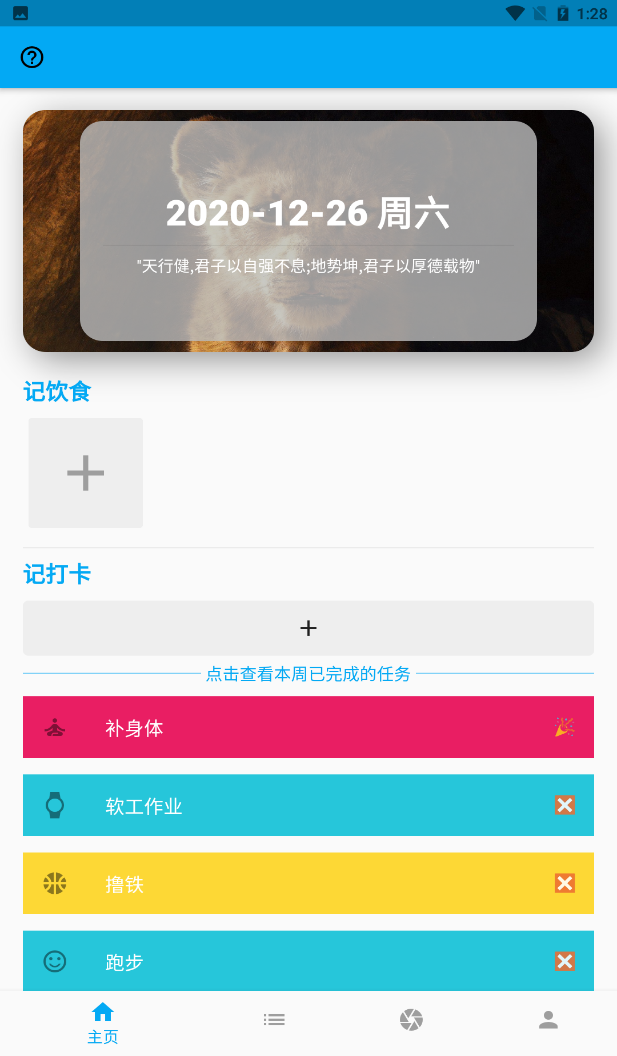 1:28
2020-12-26 周六
"天行健,君子以自强不息;地势坤,君子以厚德载物"
记饮食
记打卡
点击查看本周已完成的任务
补身体
软工作业
撸铁
跑步
主页